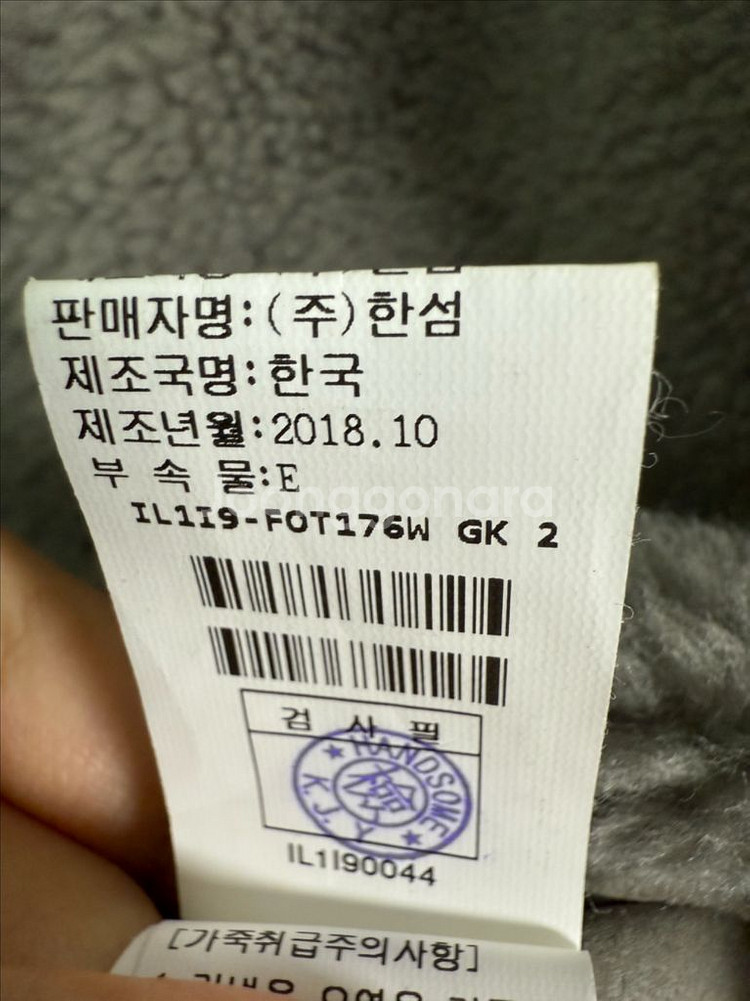 판매자명:(주)한섬
제조국명:한국
제조년월:2018.10
부 속 물:E
joonggonara
IL1I9-FOT176W GK 2
검 사 필
HANDSOME
K.J.Y
IL1I90044
[가죽취급주의사항]